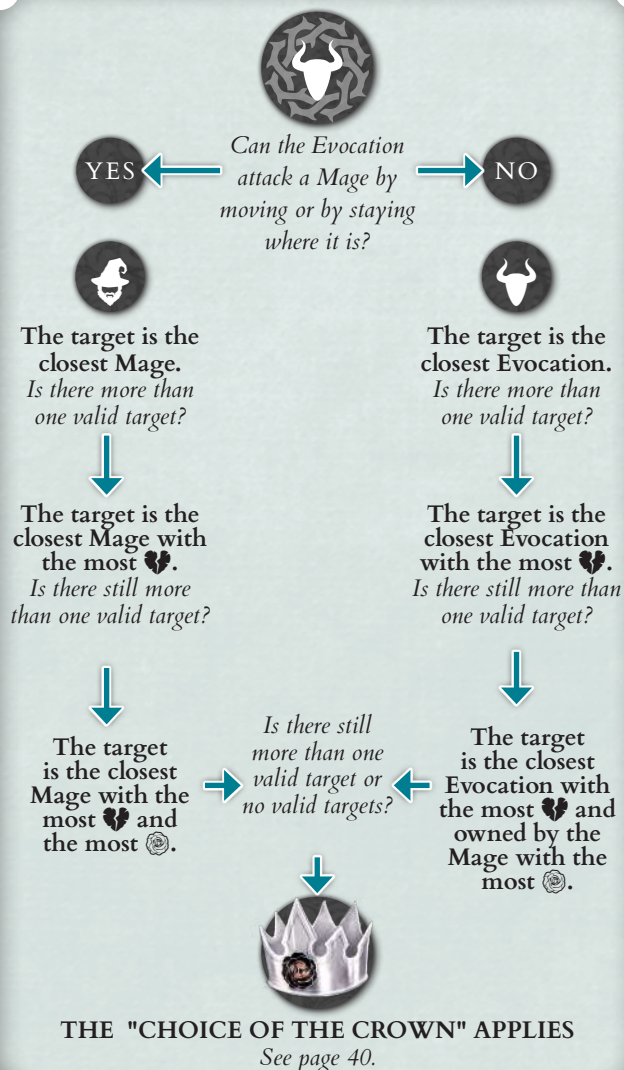 Can the Evocation
attack a Mage by
moving or by staying
where it is?
YES
NO
The target is the
closest Mage.
Is there more than
one valid target?
The target is the
closest Mage with
the most .
Is there still more
than one valid target?
The target
is the closest
Mage with the
most and
the most .
The target is the
closest Evocation.
Is there more than
one valid target?
The target is the
closest Evocation
with the most .
Is there still more than
one valid target?
The target
is the closest
Evocation with
the most and
owned by the
Mage with the
most .
Is there still
more than one
valid target or
no valid targets?
THE "CHOICE OF THE CROWN" APPLIES
See page 40.